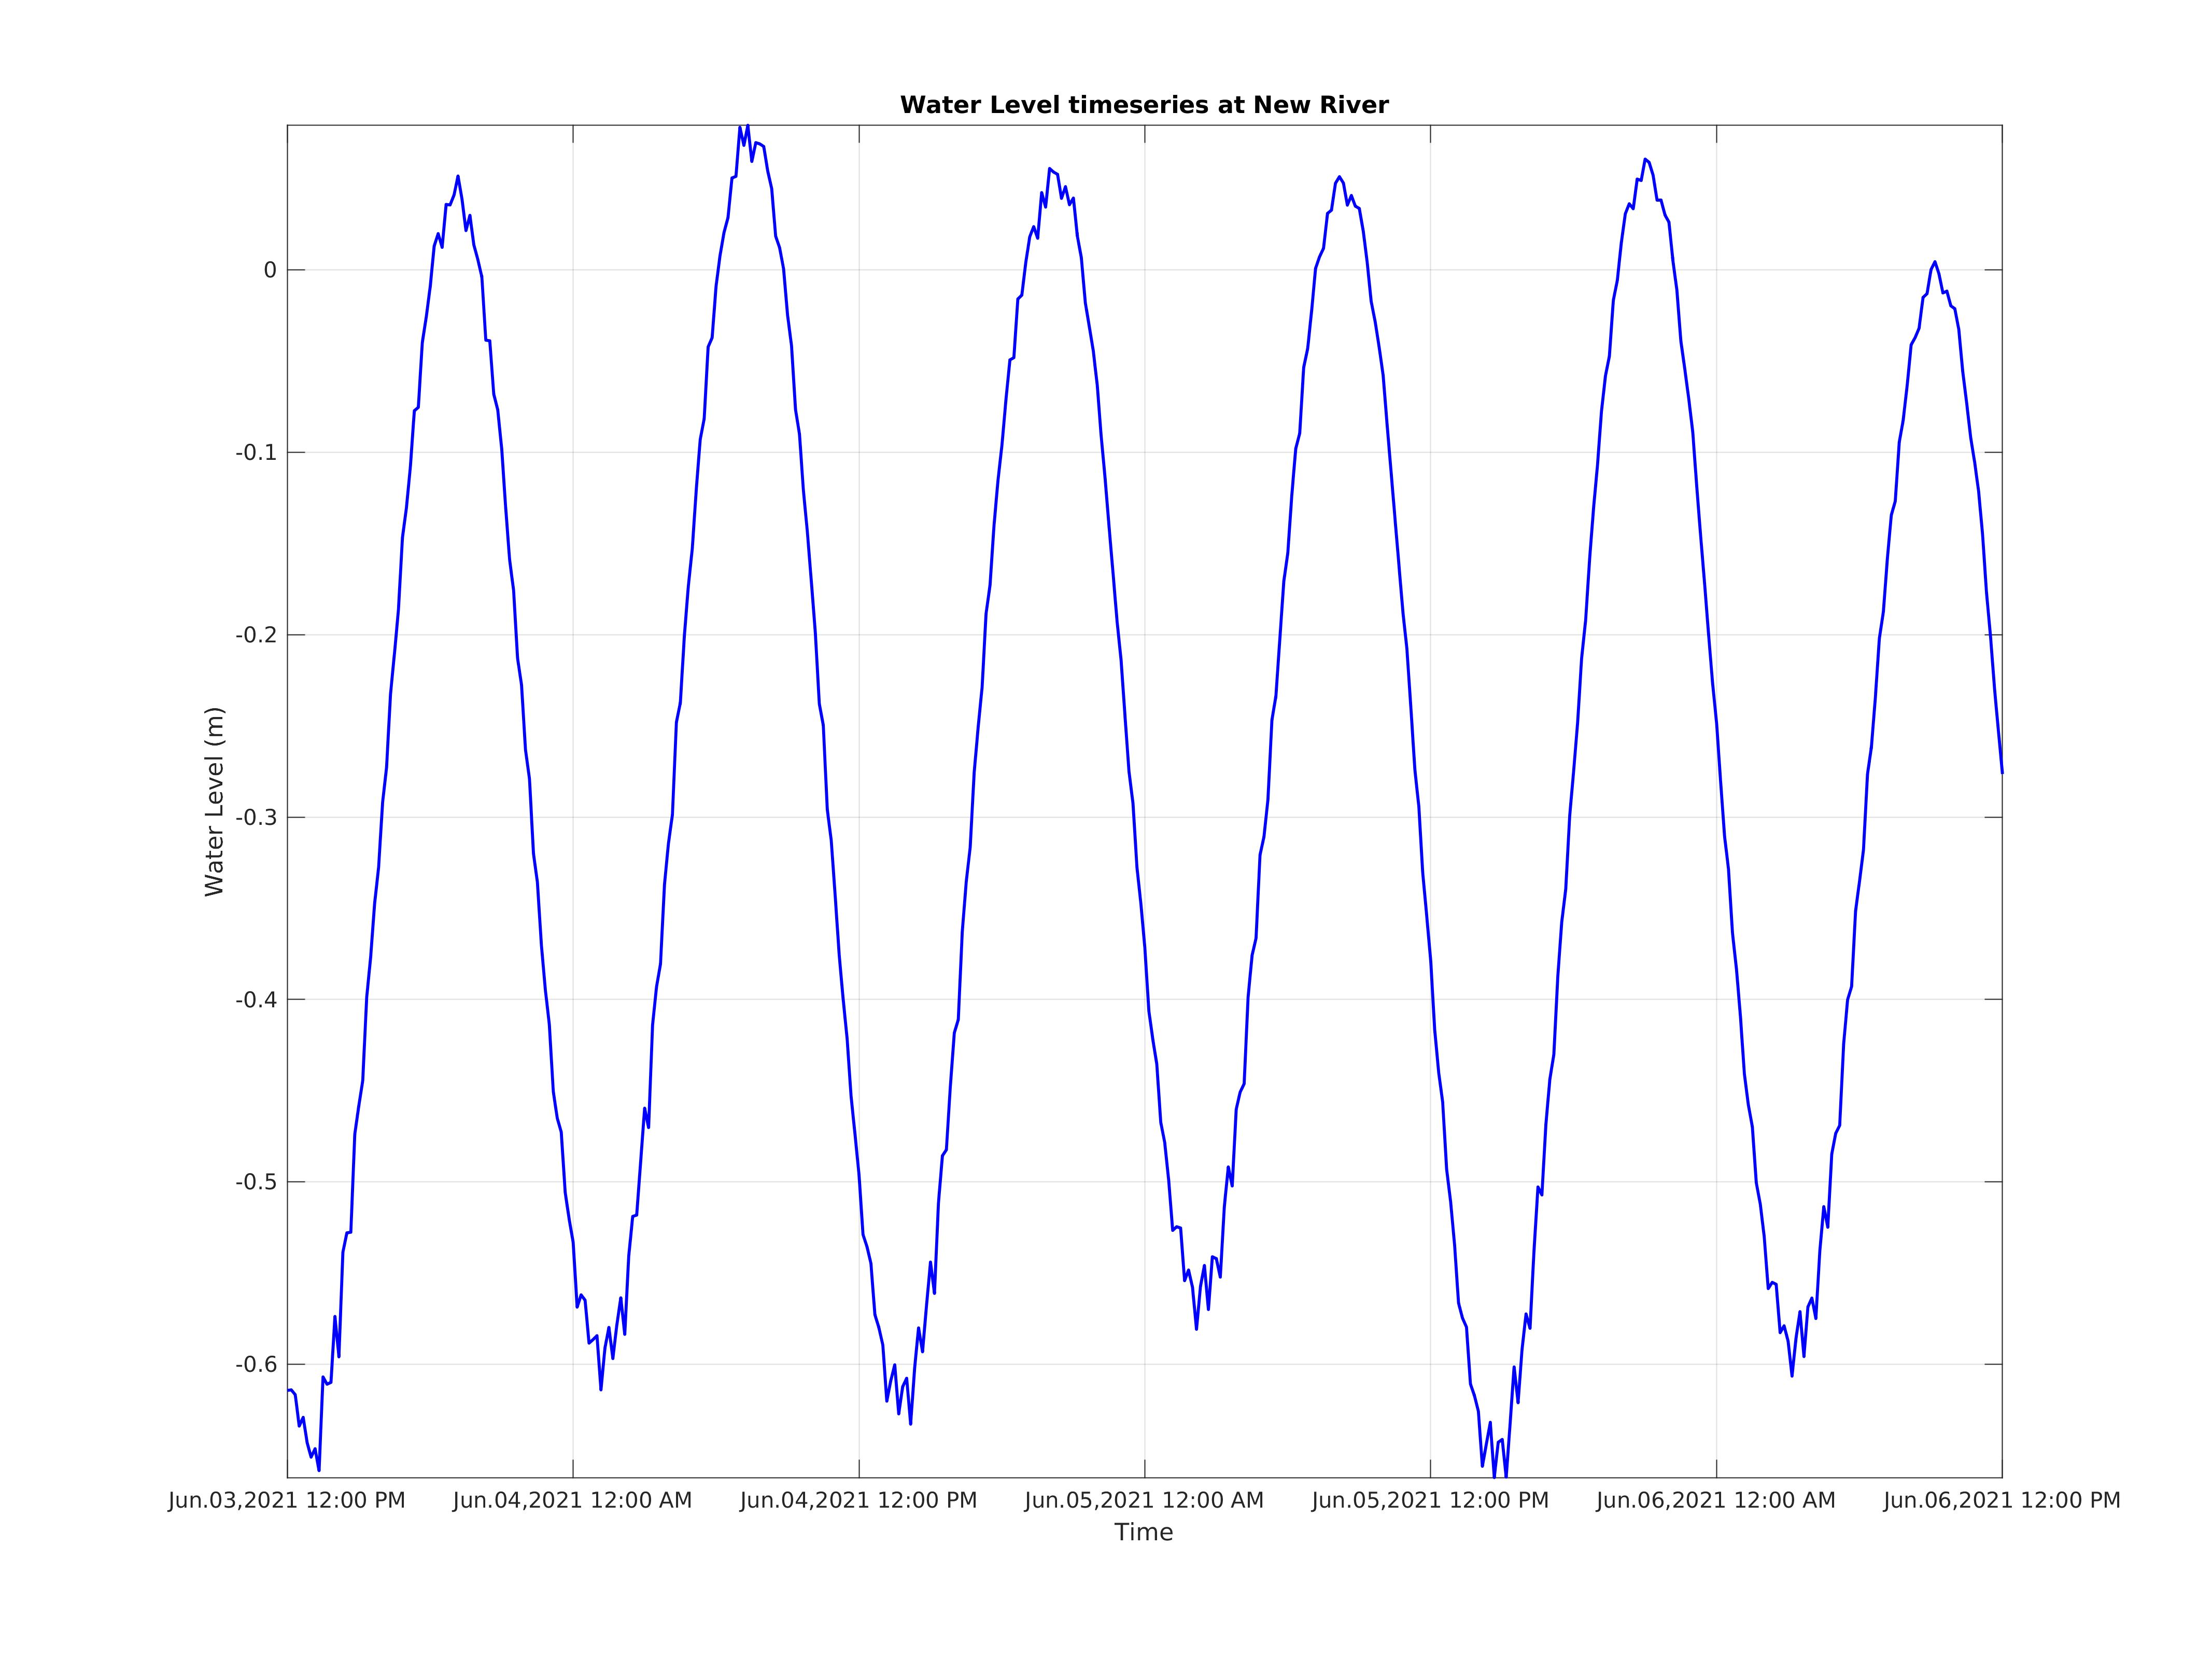 Water Level timeseries at New River
0
-0.1
-0.2
-0.3
-0.4
-0.5
-0.6
Water Level (m)
Jun.03,2021 12:00 PM Jun.04,2021 12:00 AM Jun.04,2021 12:00 PM Jun.05,2021 12:00 AM Jun.05,2021 12:00 PM Jun.06,2021 12:00 AM Jun.06,2021 12:00 PM
Time